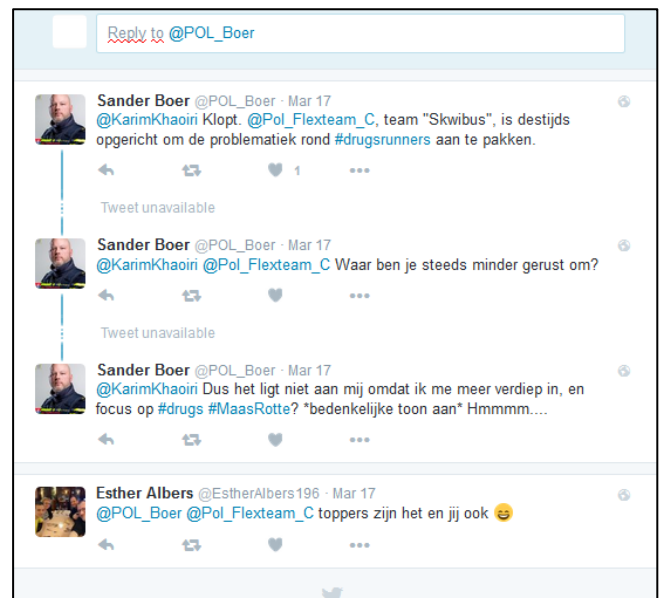 Reply to @POL_Boer
Sander Boer @POL_Boer · Mar 17
@KarimKhaoiri Klopt. @Pol_Flexteam_C, team "Skwibus", is destijds
opgericht om de problematiek rond #drugsrunners aan te pakken.
1
Tweet unavailable
Sander Boer @POL_Boer · Mar 17
@KarimKhaoiri @Pol_Flexteam_C Waar ben je steeds minder gerust om?
Tweet unavailable
Sander Boer @POL_Boer · Mar 17
@KarimKhaoiri Dus het ligt niet aan mij omdat ik me meer verdiep in, en
focus op #drugs #MaasRotte? *bedenkelijke toon aan* Hmmmm....
Esther Albers @EstherAlbers196 · Mar 17
@POL_Boer @Pol_Flexteam_C toppers zijn het en jij ook 😄